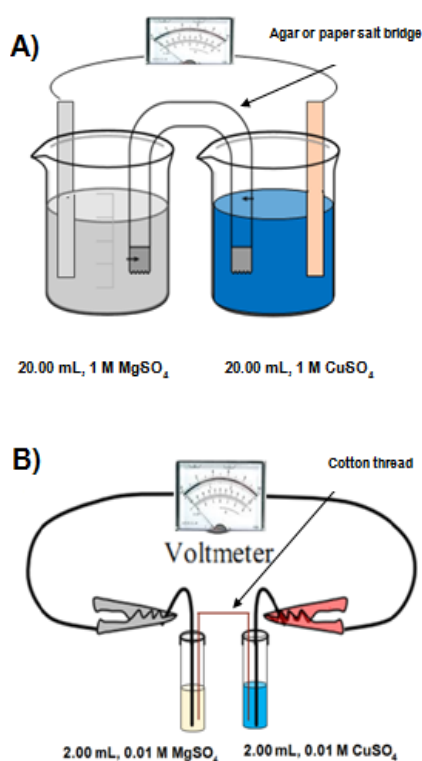 A)
Agar or paper salt bridge
20.00 mL, 1 M MgSO₄
20.00 mL, 1 M CuSO₄
B)
Cotton thread
Voltmeter
2.00 mL, 0.01 M MgSO₄
2.00 mL, 0.01 M CuSO₄